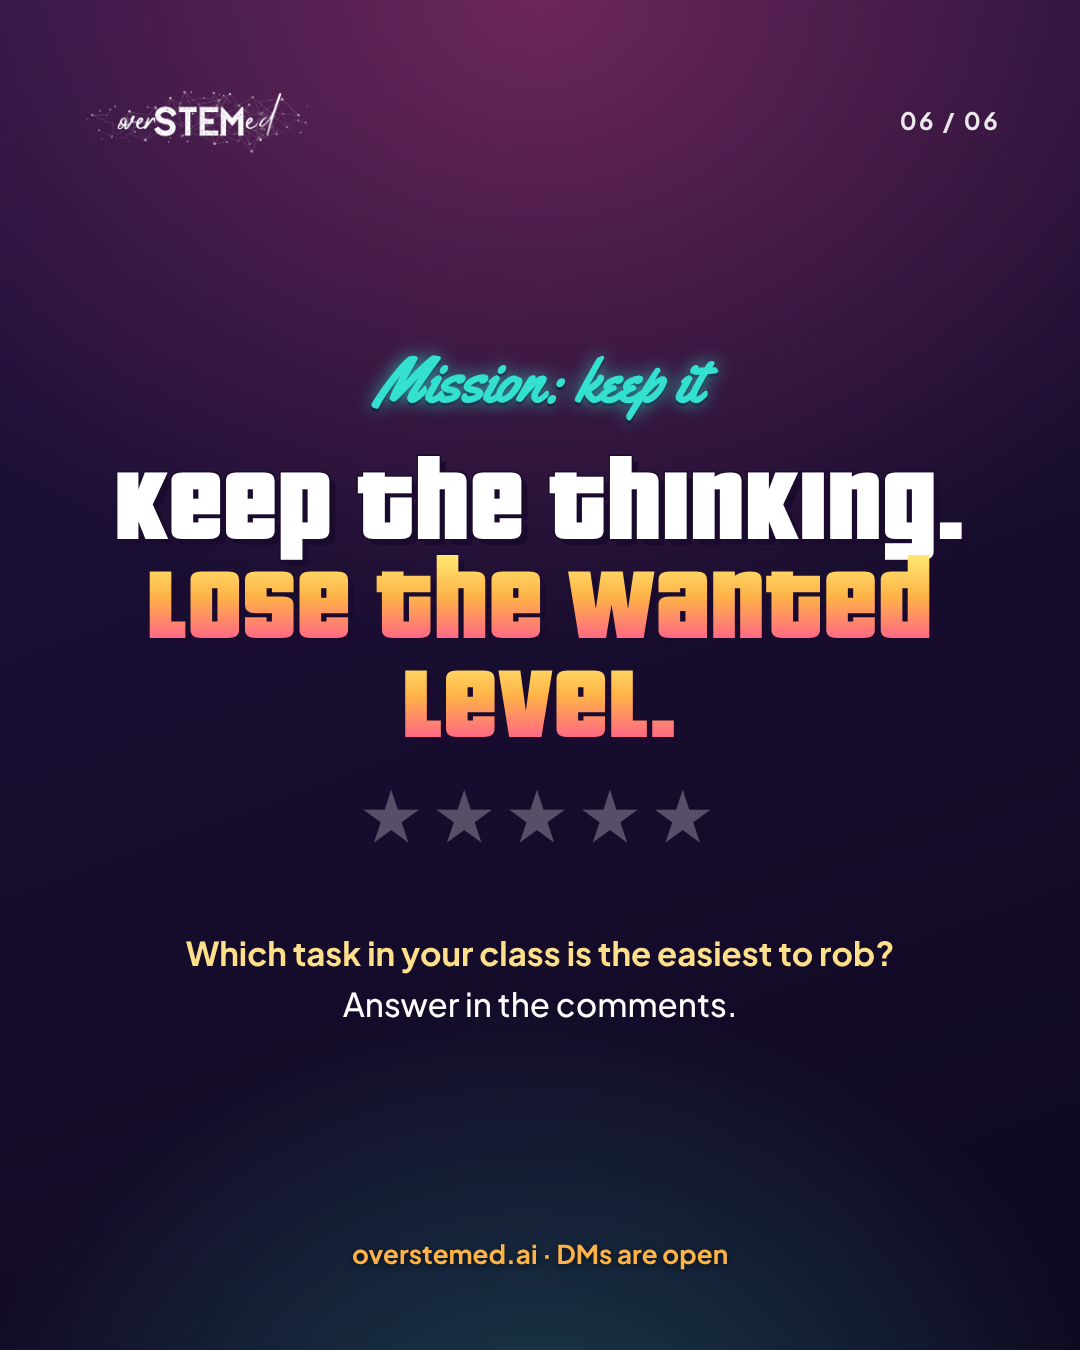 overSTEMed
06 / 06
Mission: keep it
Keep the thinking.
Lose the wanted
level.
Which task in your class is the easiest to rob?
Answer in the comments.
overstemed.ai · DMs are open